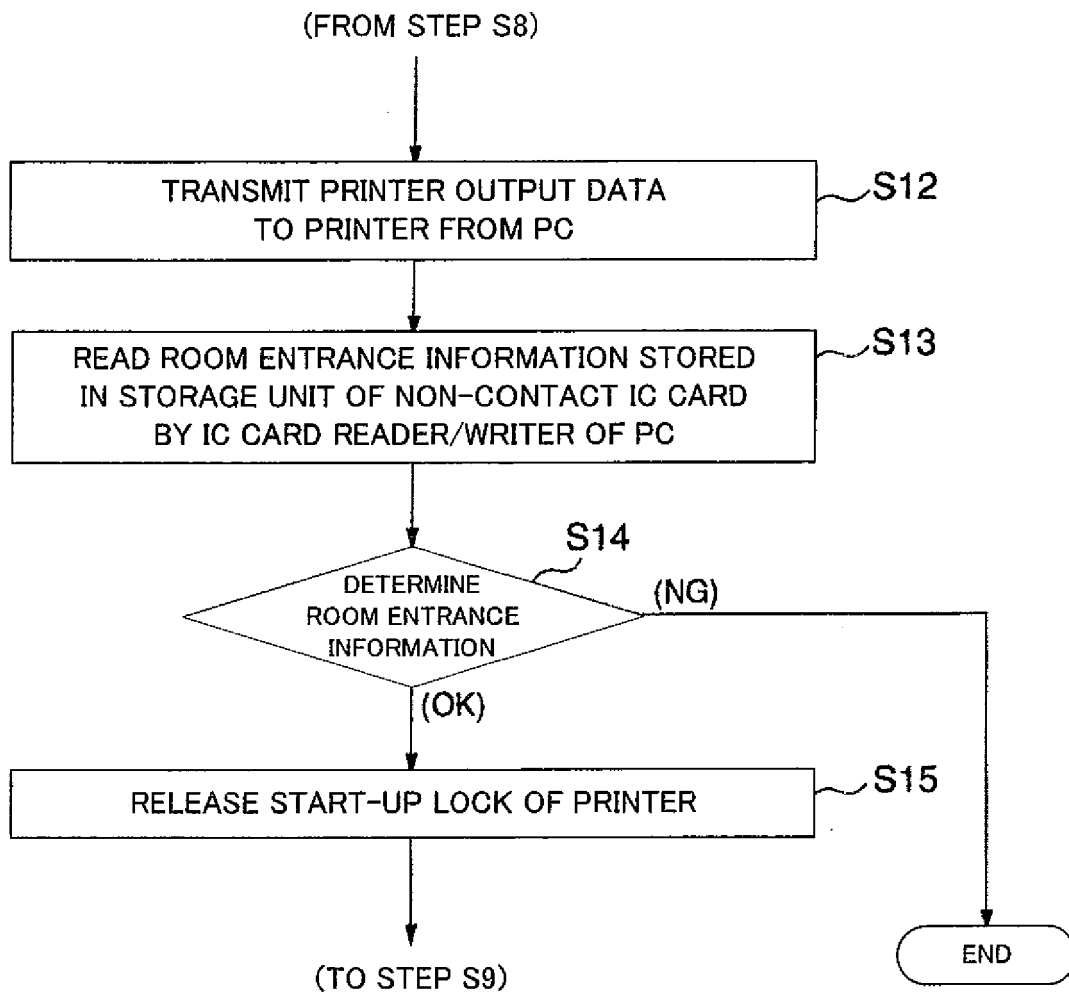 (FROM STEP S8)
TRANSMIT PRINTER OUTPUT DATA
TO PRINTER FROM PC
S12
READ ROOM ENTRANCE INFORMATION STORED
IN STORAGE UNIT OF NON-CONTACT IC CARD
BY IC CARD READER/WRITER OF PC
S13
S14
DETERMINE
ROOM ENTRANCE
INFORMATION
(NG)
(OK)
RELEASE START-UP LOCK OF PRINTER
S15
(TO STEP S9)
END